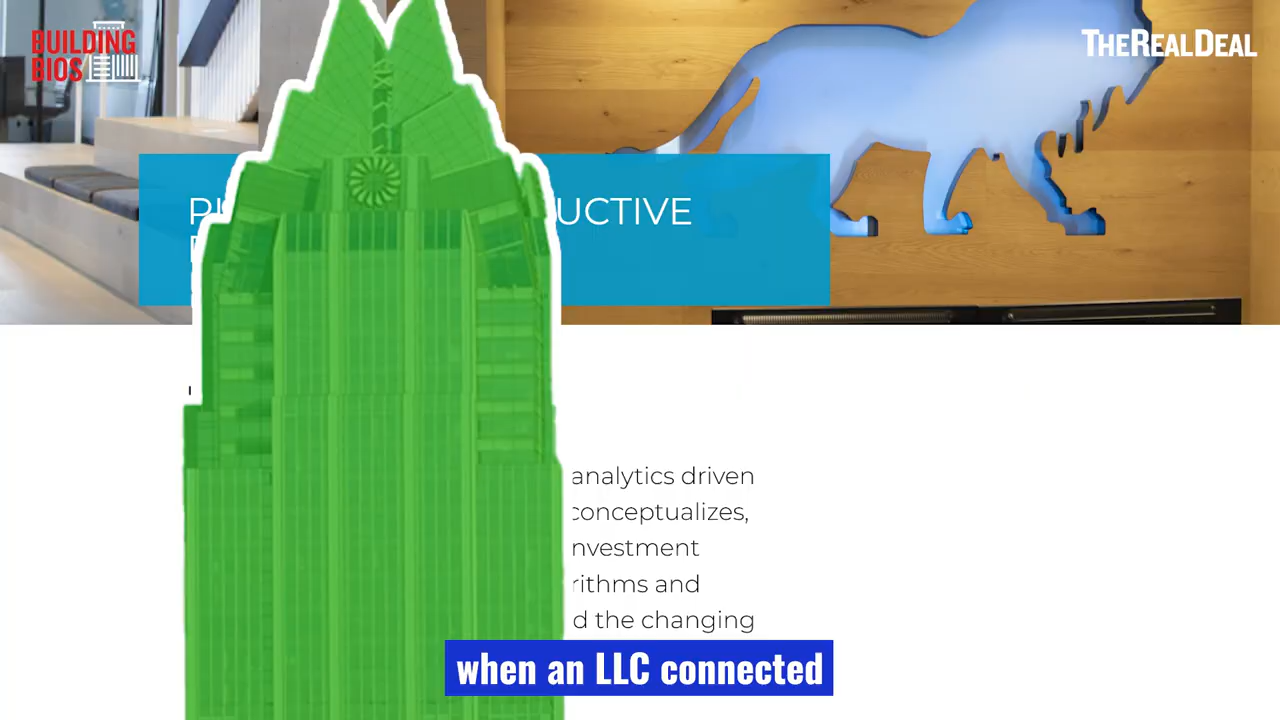 BUILDING
BIOS
THEREALDEAL
UCTIVE
analytics driven
conceptualizes,
nvestment
rithms and
d the changing
when an LLC connected